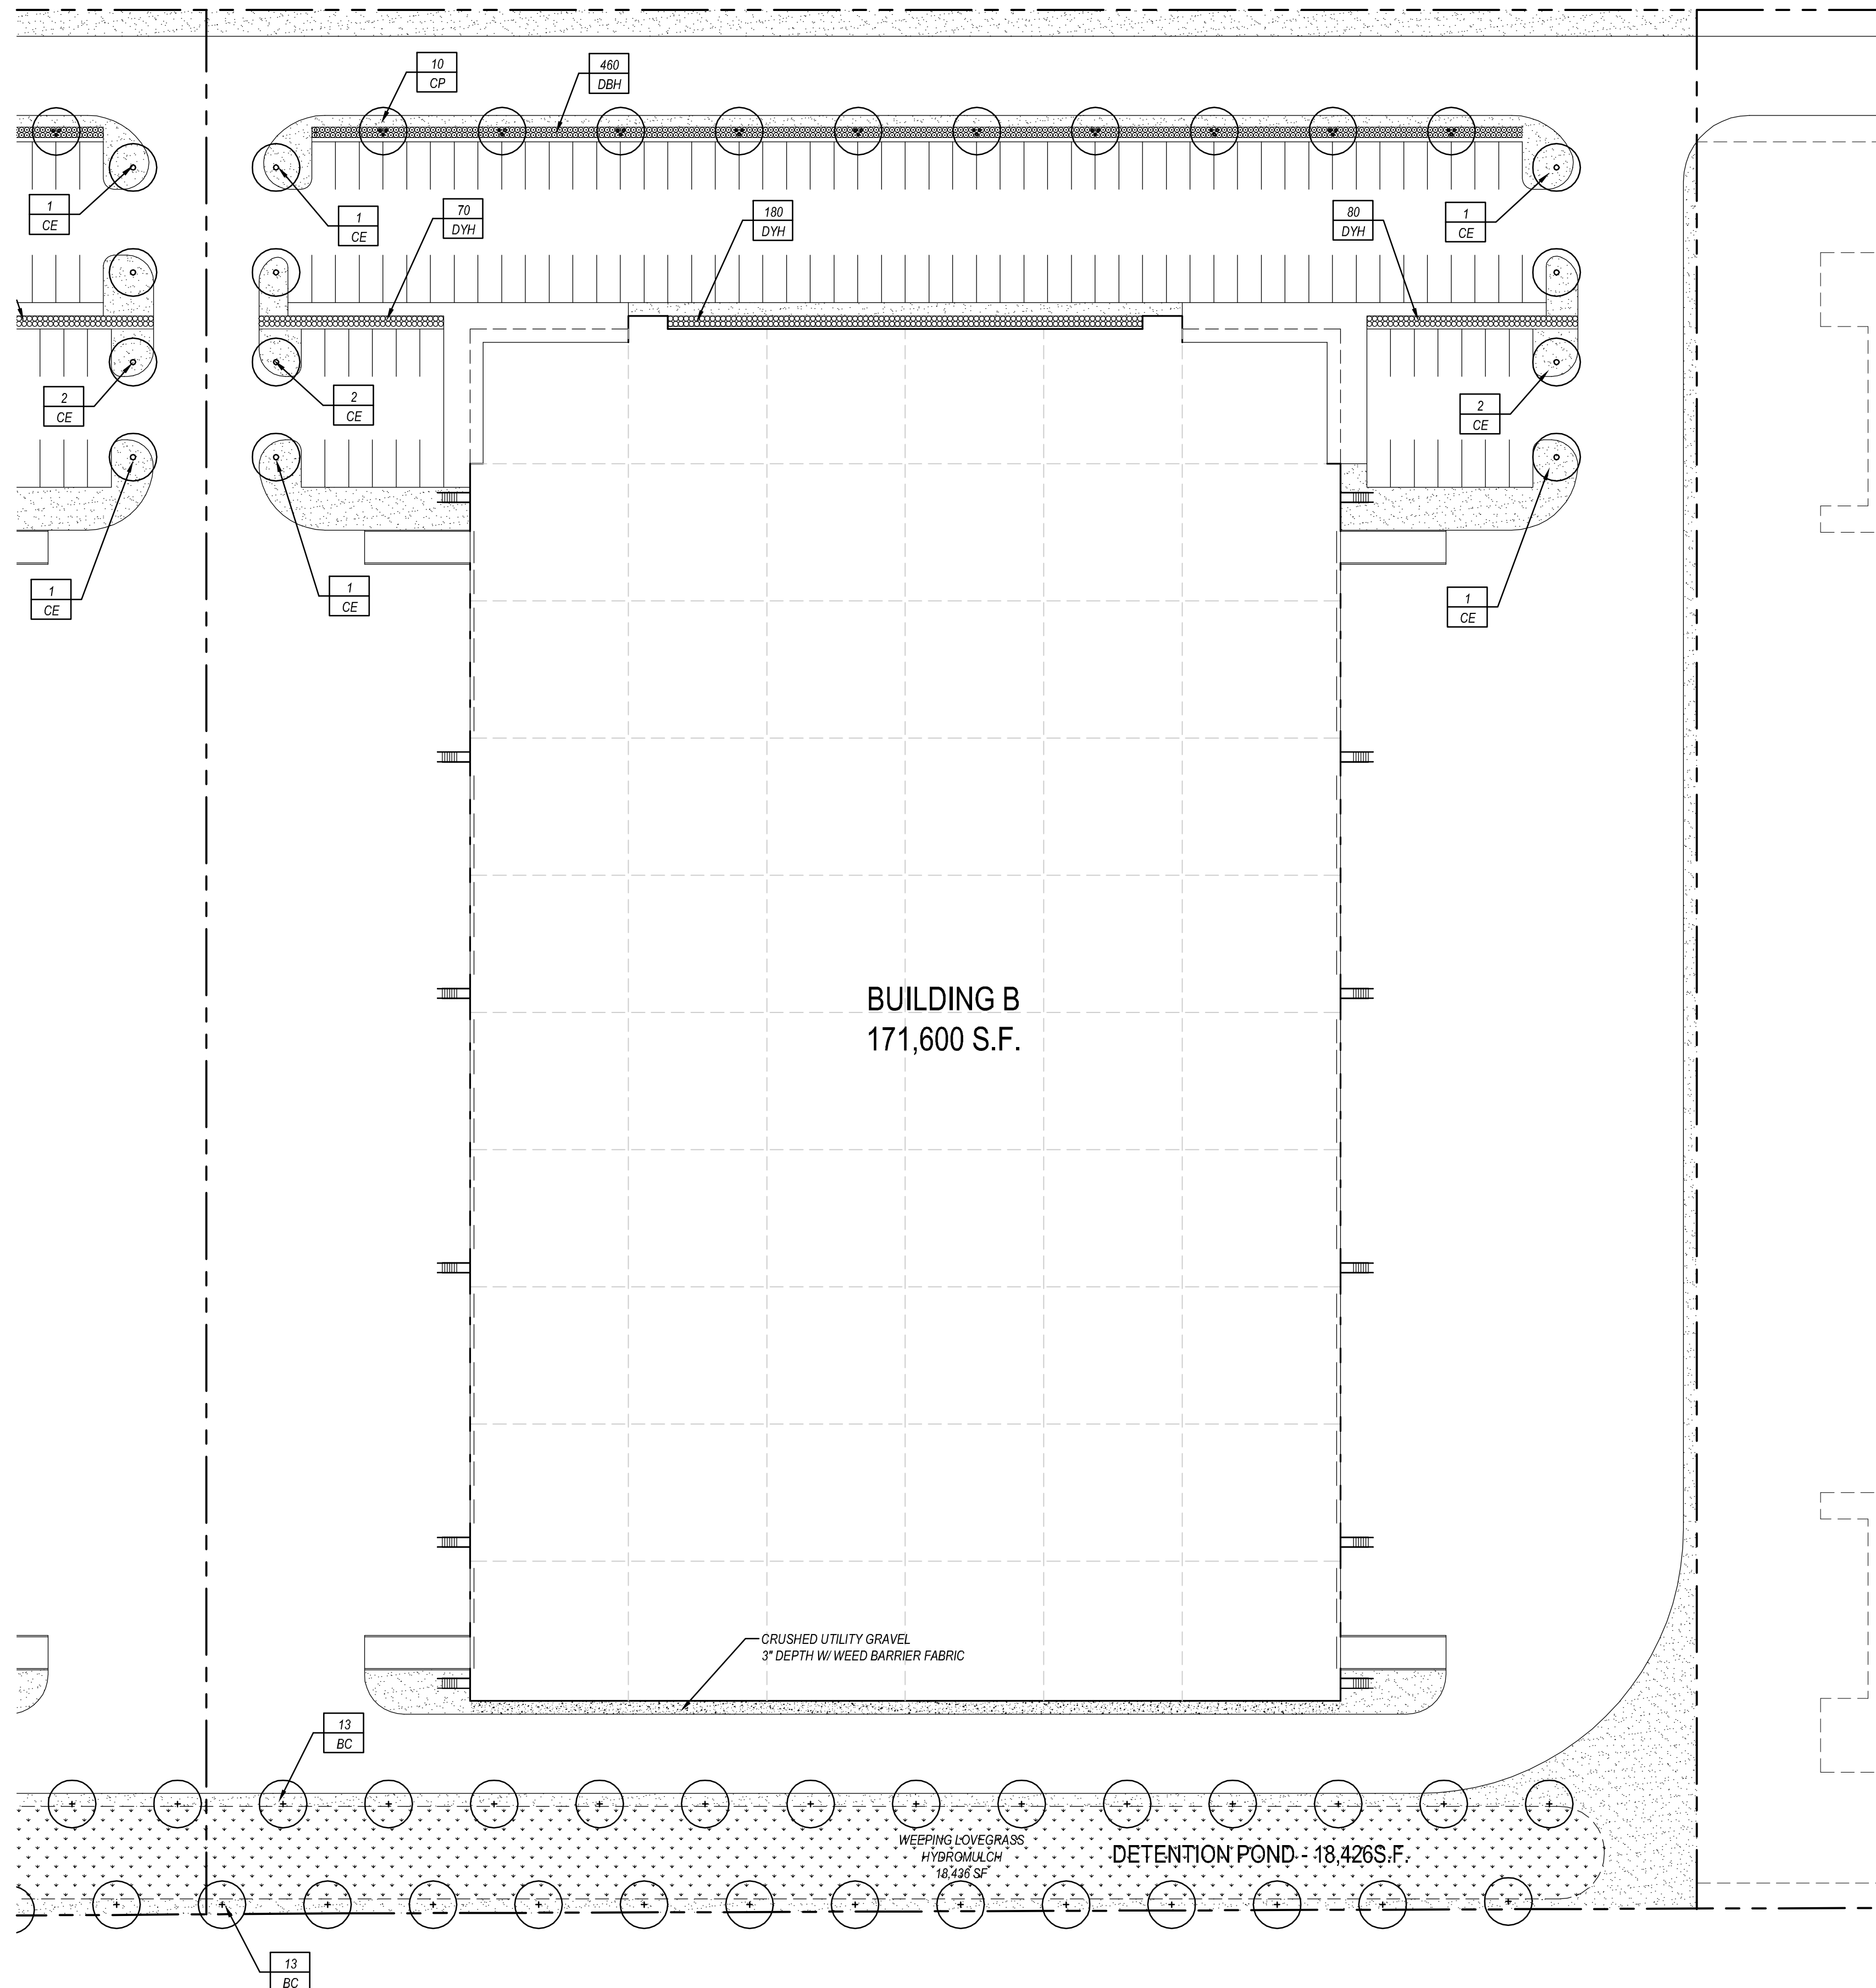 10
CP
460
DBH
1
CE
1
CE
70
DYH
180
DYH
80
DYH
1
CE
2
CE
2
CE
2
CE
1
CE
1
CE
1
CE
BUILDING B
171,600 S.F.
CRUSHED UTILITY GRAVEL
3" DEPTH W/ WEED BARRIER FABRIC
13
BC
WEEPING LOVEGRASS
HYDROMULCH
18,436 SF
DETENTION POND - 18,426S.F.
13
BC